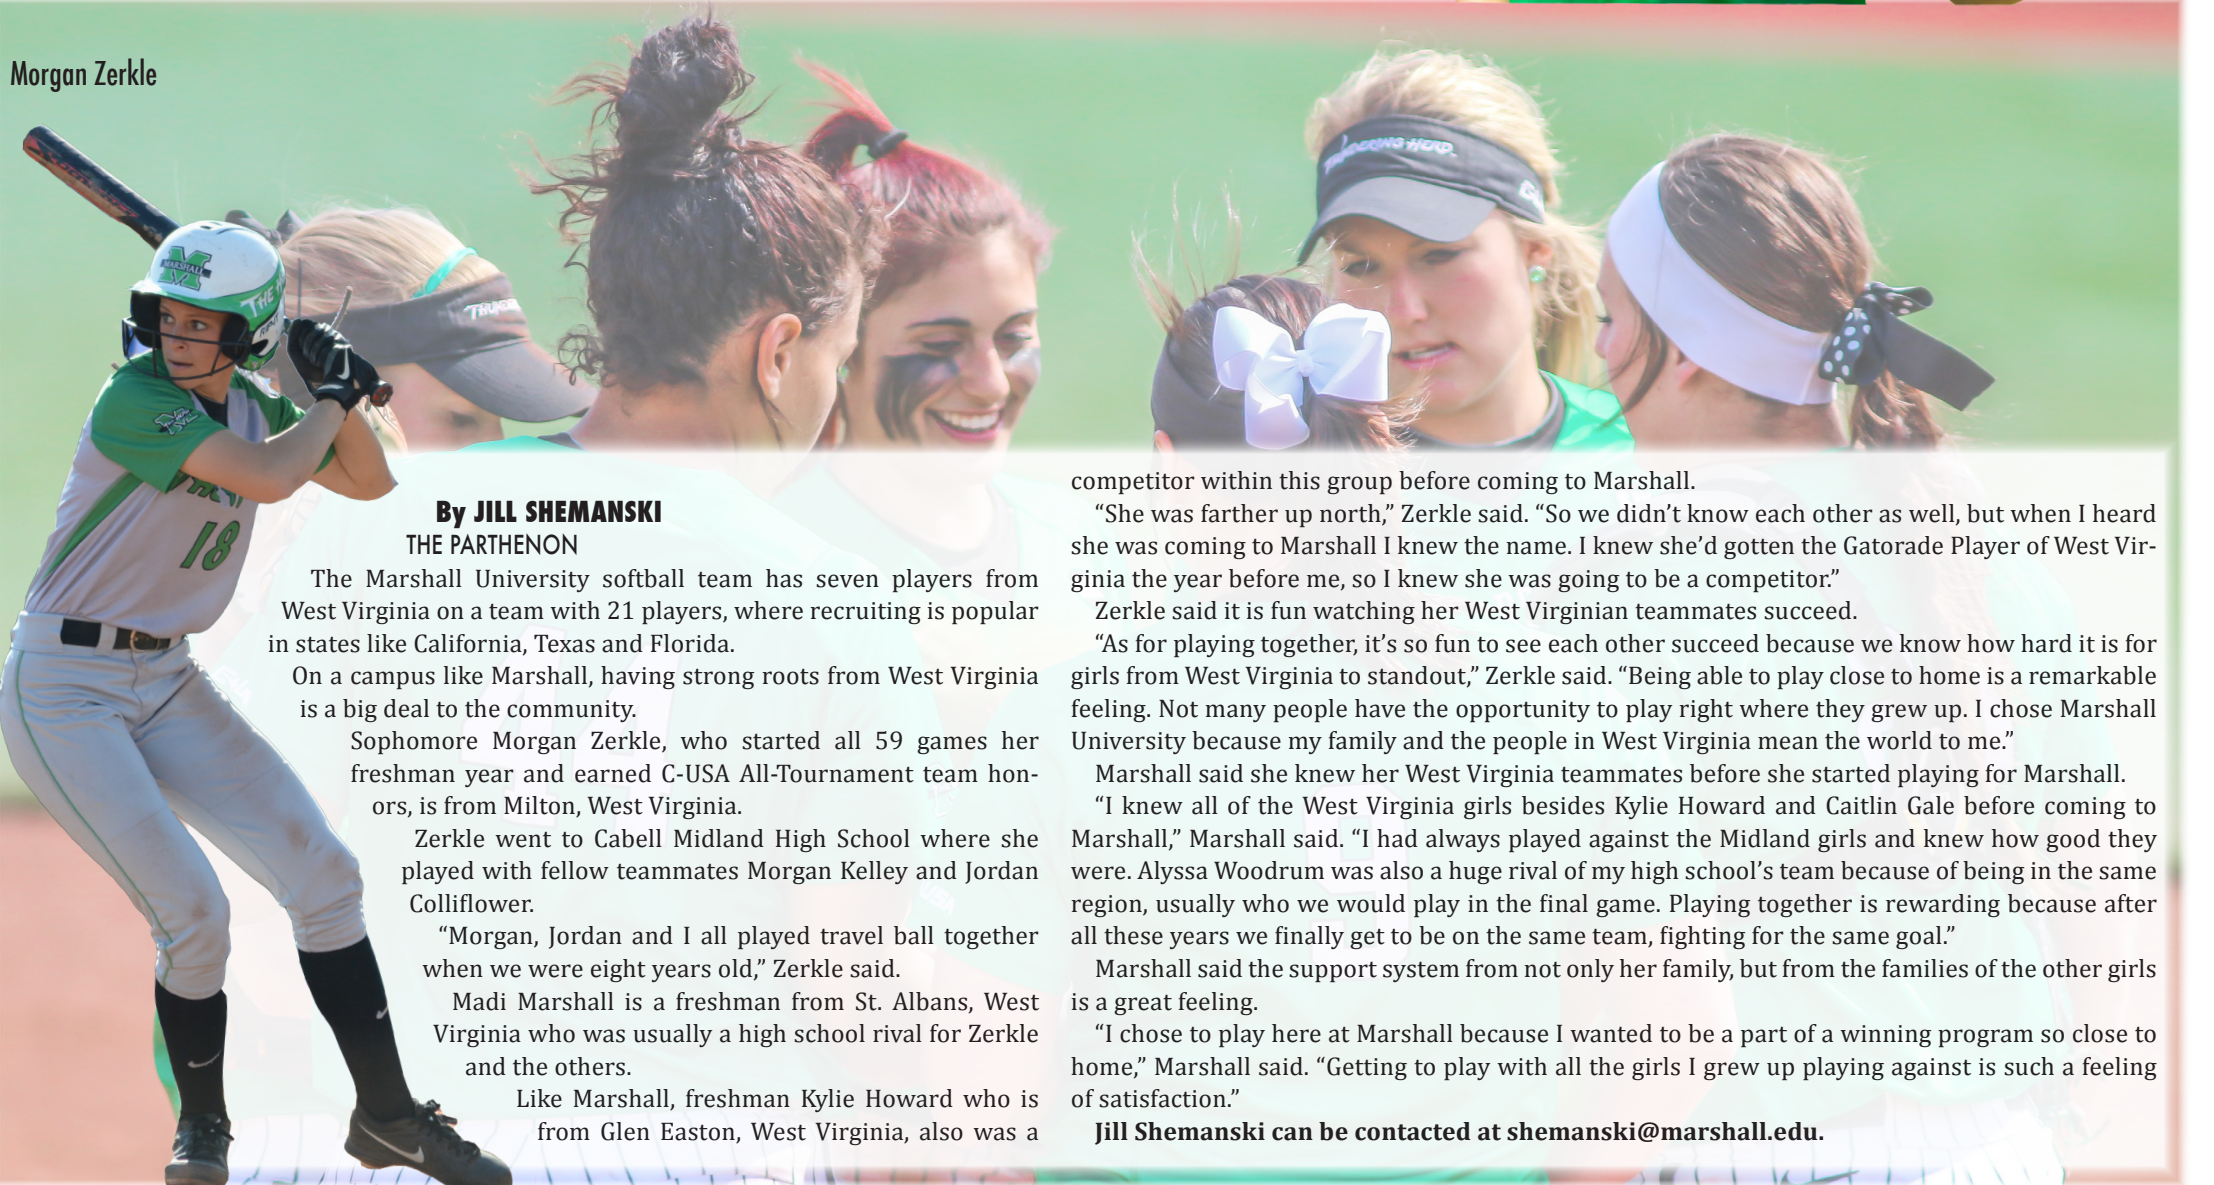 Morgan Zerkle
THUNDERING HERD
MARSHALL
THE H
RIP-IT
18
By JILL SHEMANSKI
THE PARTHENON
The Marshall University softball team has seven players from
West Virginia on a team with 21 players, where recruiting is popular
in states like California, Texas and Florida.
On a campus like Marshall, having strong roots from West Virginia
is a big deal to the community.
Sophomore Morgan Zerkle, who started all 59 games her
freshman year and earned C-USA All-Tournament team hon-
ors, is from Milton, West Virginia.
Zerkle went to Cabell Midland High School where she
played with fellow teammates Morgan Kelley and Jordan
Colliflower.
“Morgan, Jordan and I all played travel ball together
when we were eight years old,” Zerkle said.
Madi Marshall is a freshman from St. Albans, West
Virginia who was usually a high school rival for Zerkle
and the others.
Like Marshall, freshman Kylie Howard who is
from Glen Easton, West Virginia, also was a
competitor within this group before coming to Marshall.
“She was farther up north,” Zerkle said. “So we didn’t know each other as well, but when I heard
she was coming to Marshall I knew the name. I knew she’d gotten the Gatorade Player of West Vir-
ginia the year before me, so I knew she was going to be a competitor.”
Zerkle said it is fun watching her West Virginian teammates succeed.
“As for playing together, it’s so fun to see each other succeed because we know how hard it is for
girls from West Virginia to standout,” Zerkle said. “Being able to play close to home is a remarkable
feeling. Not many people have the opportunity to play right where they grew up. I chose Marshall
University because my family and the people in West Virginia mean the world to me.”
Marshall said she knew her West Virginia teammates before she started playing for Marshall.
“I knew all of the West Virginia girls besides Kylie Howard and Caitlin Gale before coming to
Marshall,” Marshall said. “I had always played against the Midland girls and knew how good they
were. Alyssa Woodrum was also a huge rival of my high school’s team because of being in the same
region, usually who we would play in the final game. Playing together is rewarding because after
all these years we finally get to be on the same team, fighting for the same goal.”
Marshall said the support system from not only her family, but from the families of the other girls
is a great feeling.
“I chose to play here at Marshall because I wanted to be a part of a winning program so close to
home,” Marshall said. “Getting to play with all the girls I grew up playing against is such a feeling
of satisfaction.”
Jill Shemanski can be contacted at shemanski@marshall.edu.
44
9